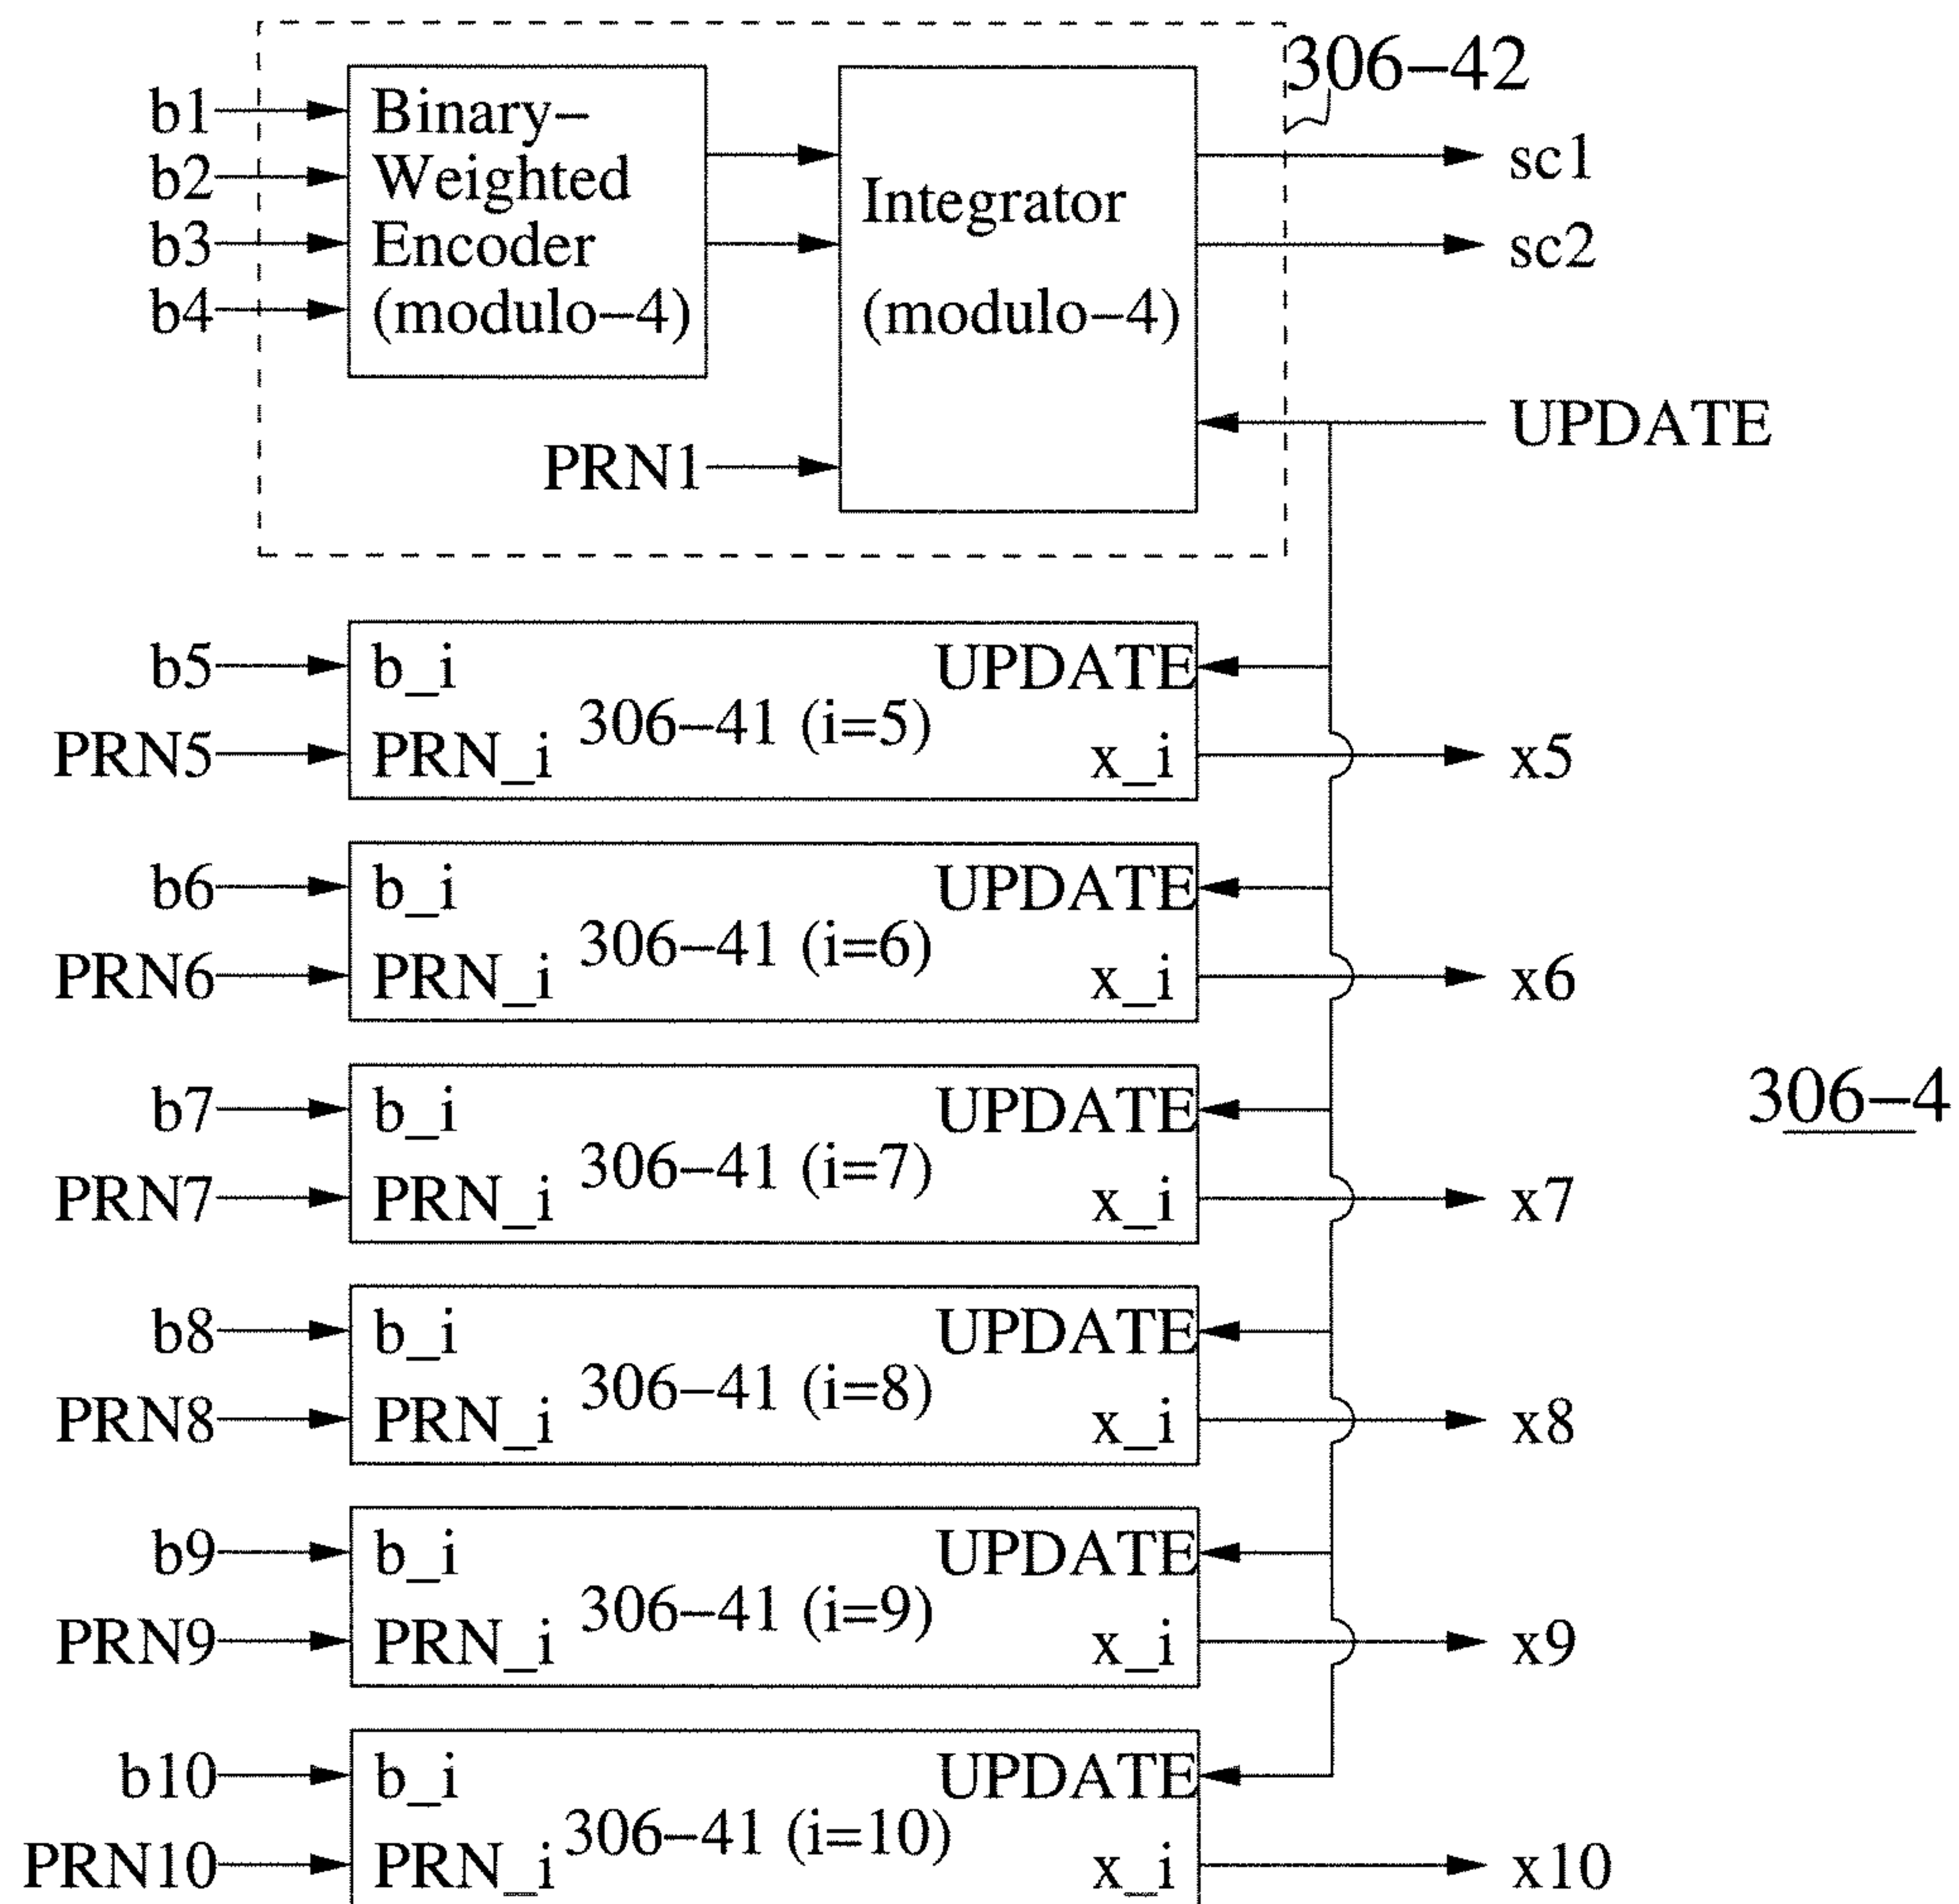 306–42
b1
b2
b3
b4
Binary–
Weighted
Encoder
(modulo–4)
Integrator
(modulo–4)
PRN1
sc1
sc2
UPDATE
b5
PRN5
b_i
PRN_i
306–41 (i=5)
UPDATE
x_i
x5
b6
PRN6
b_i
PRN_i
306–41 (i=6)
UPDATE
x_i
x6
306–4
b7
PRN7
b_i
PRN_i
306–41 (i=7)
UPDATE
x_i
x7
b8
PRN8
b_i
PRN_i
306–41 (i=8)
UPDATE
x_i
x8
b9
PRN9
b_i
PRN_i
306–41 (i=9)
UPDATE
x_i
x9
b10
PRN10
b_i
PRN_i
306–41 (i=10)
UPDATE
x_i
x10